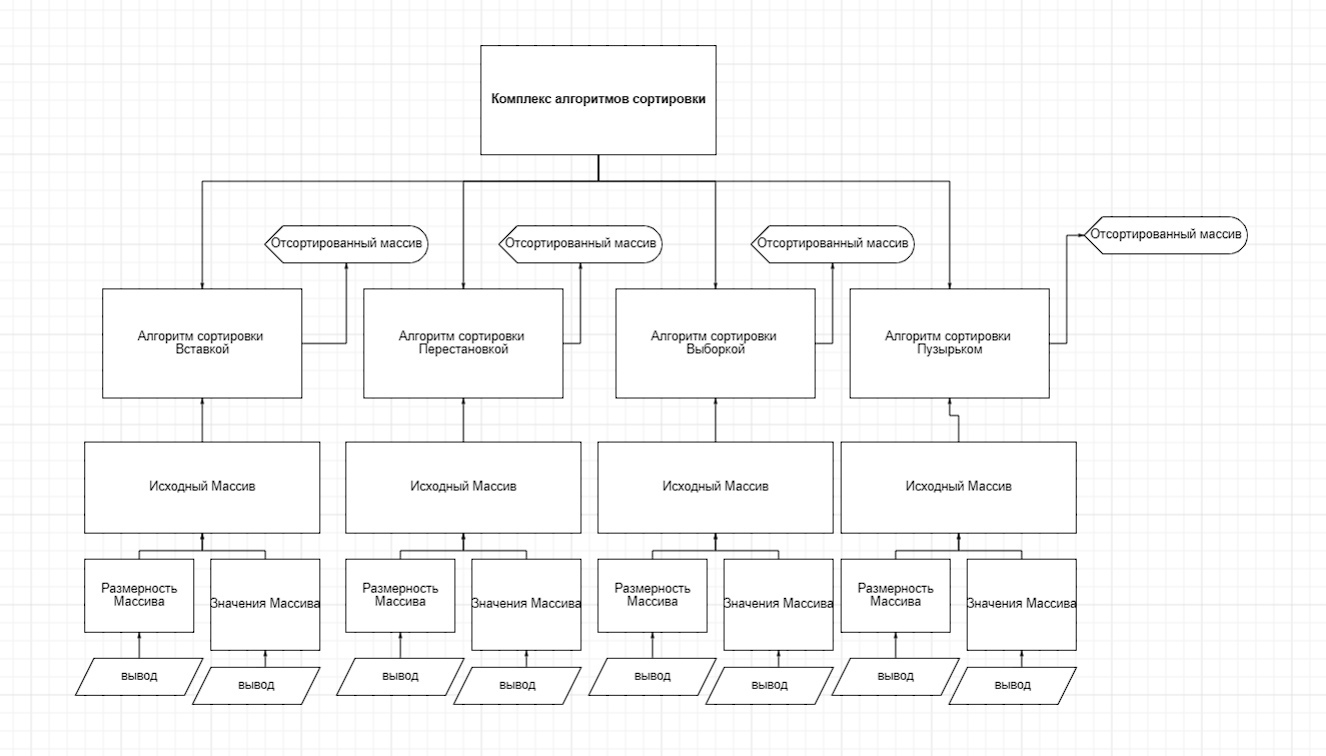 Комплекс алгоритмов сортировки
Отсортированный массив
Отсортированный массив
Отсортированный массив
Отсортированный массив
Алгоритм сортировки
Вставкой
Алгоритм сортировки
Перестановкой
Алгоритм сортировки
Выборкой
Алгоритм сортировки
Пузырьком
Исходный Массив
Исходный Массив
Исходный Массив
Исходный Массив
Размерность
Массива
Значения Массива
Размерность
Массива
Значения Массива
Размерность
Массива
Значения Массива
Размерность
Массива
Значения Массива
вывод
вывод
вывод
вывод
вывод
вывод
вывод
вывод